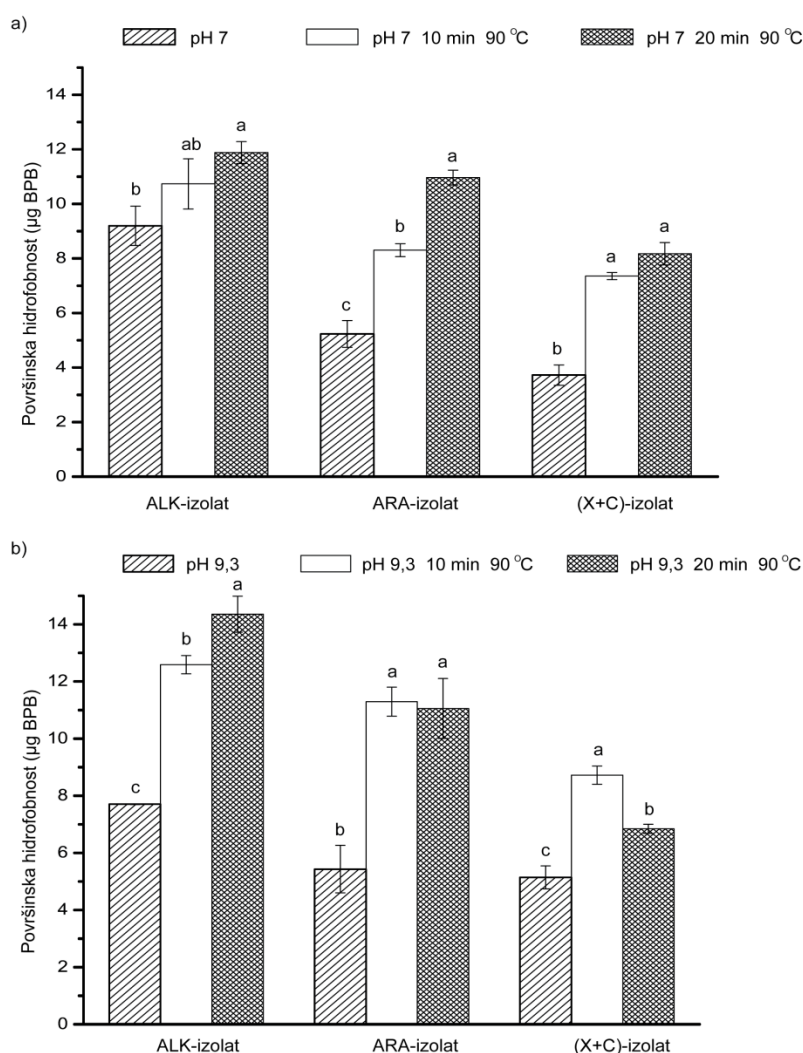 a)
pH 7 pH 7 10 min 90 °C pH 7 20 min 90 °C
Površinska hidrofobnost (µg BPB)
14
12
10
8
6
4
2
0
b
ab
a
c
b
a
b
a
a
ALK-izolat ARA-izolat (X+C)-izolat
b)
pH 9,3 pH 9,3 10 min 90 °C pH 9,3 20 min 90 °C
Površinska hidrofobnost (µg BPB)
14
12
10
8
6
4
2
0
c
b
a
b
a
a
c
a
b
ALK-izolat ARA-izolat (X+C)-izolat